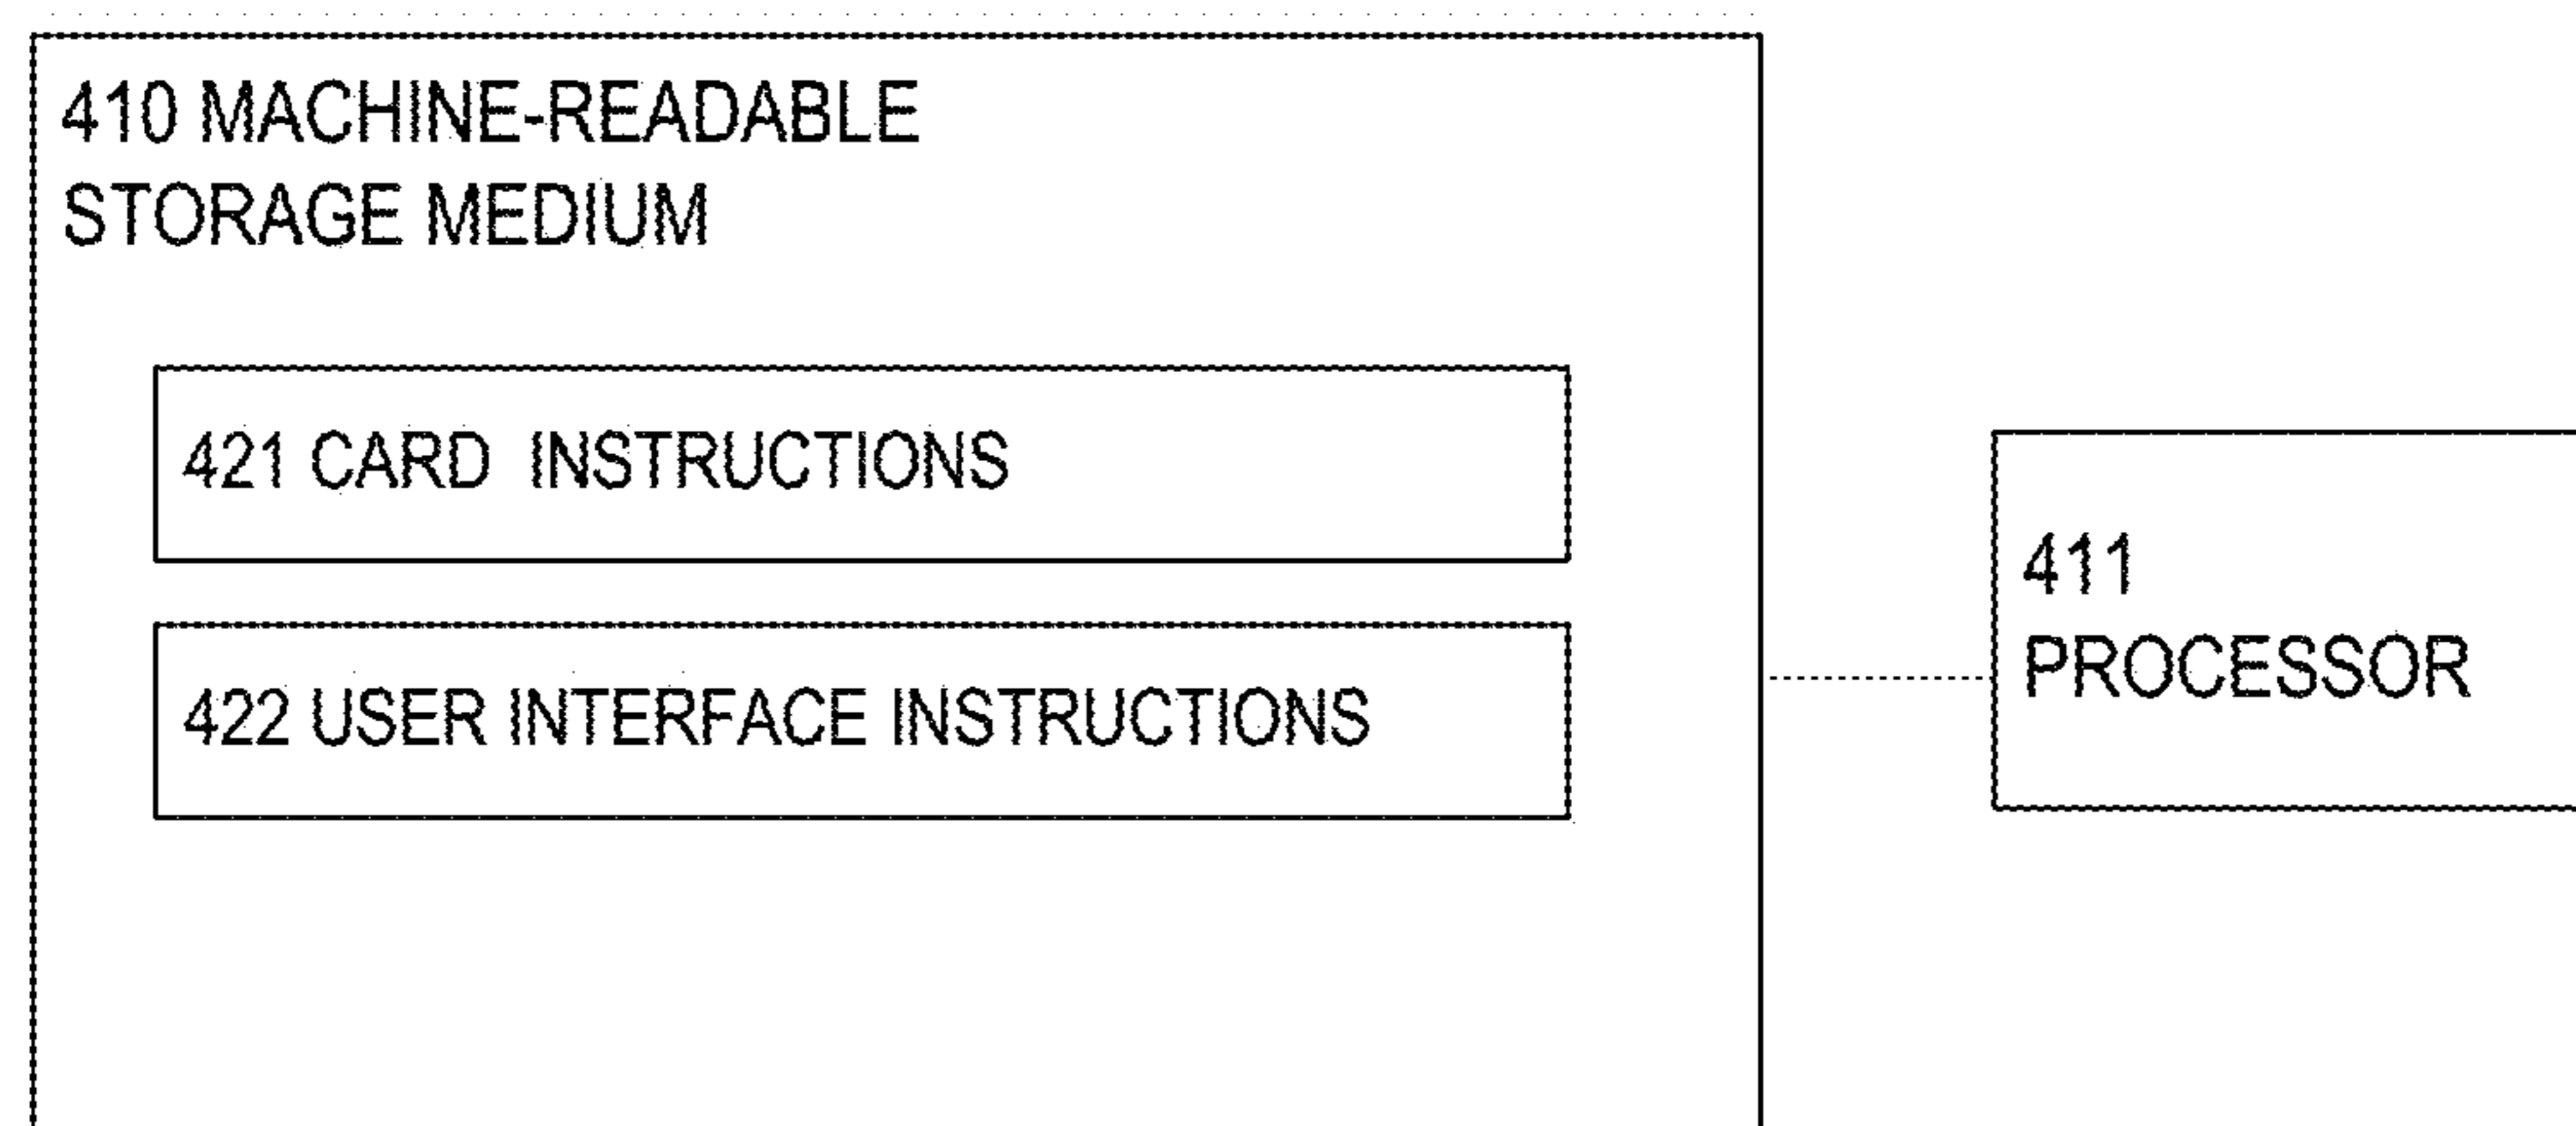 410 MACHINE-READABLE
STORAGE MEDIUM
421 CARD INSTRUCTIONS
422 USER INTERFACE INSTRUCTIONS
411
PROCESSOR